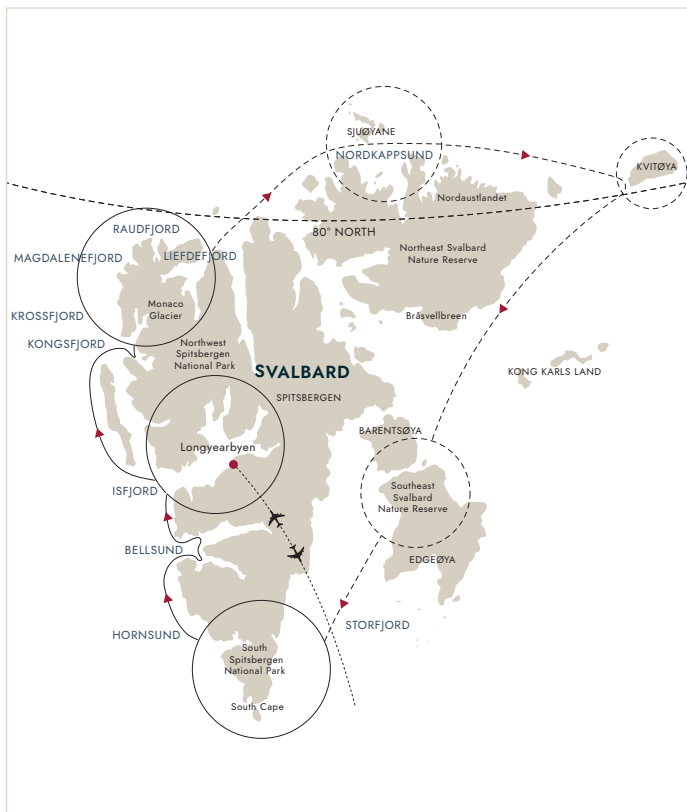 SJUØYANE
NORDKAPPSUND
KVITØYA
Nordaustlandet
RAUDFJORD
80° NORTH
MAGDALENEFJORD
LIEFDEFJORD
Northeast Svalbard
Nature Reserve
Monaco
Glacier
KROSSFJORD
Bråsvellbreen
KONGSFJORD
Northwest
Spitsbergen
National Park
SVALBARD
KONG KARLS LAND
SPITSBERGEN
BARENTSØYA
Longyearbyen
ISFJORD
Southeast
Svalbard
Nature Reserve
BELLSUND
EDGEØYA
STORFJORD
HORNSUND
South
Spitsbergen
National Park
South Cape